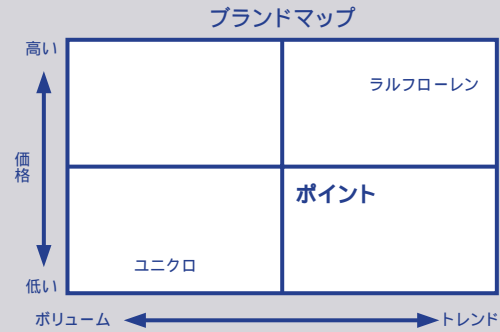 ブランドマップ
高い
ラルフローレン
価格
ポイント
ユニクロ
低い
ボリューム
トレンド